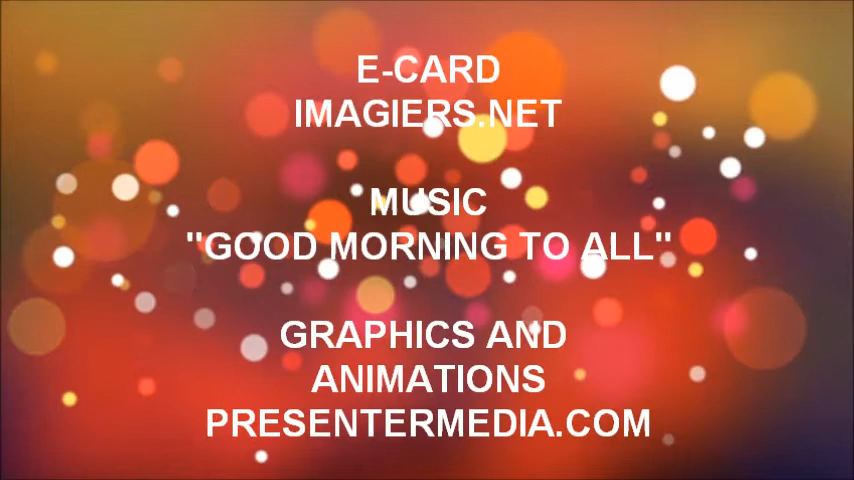 E-CARD
IMAGIERS.NET
MUSIC
"GOOD MORNING TO ALL"
GRAPHICS AND
ANIMATIONS
PRESENTERMEDIA.COM